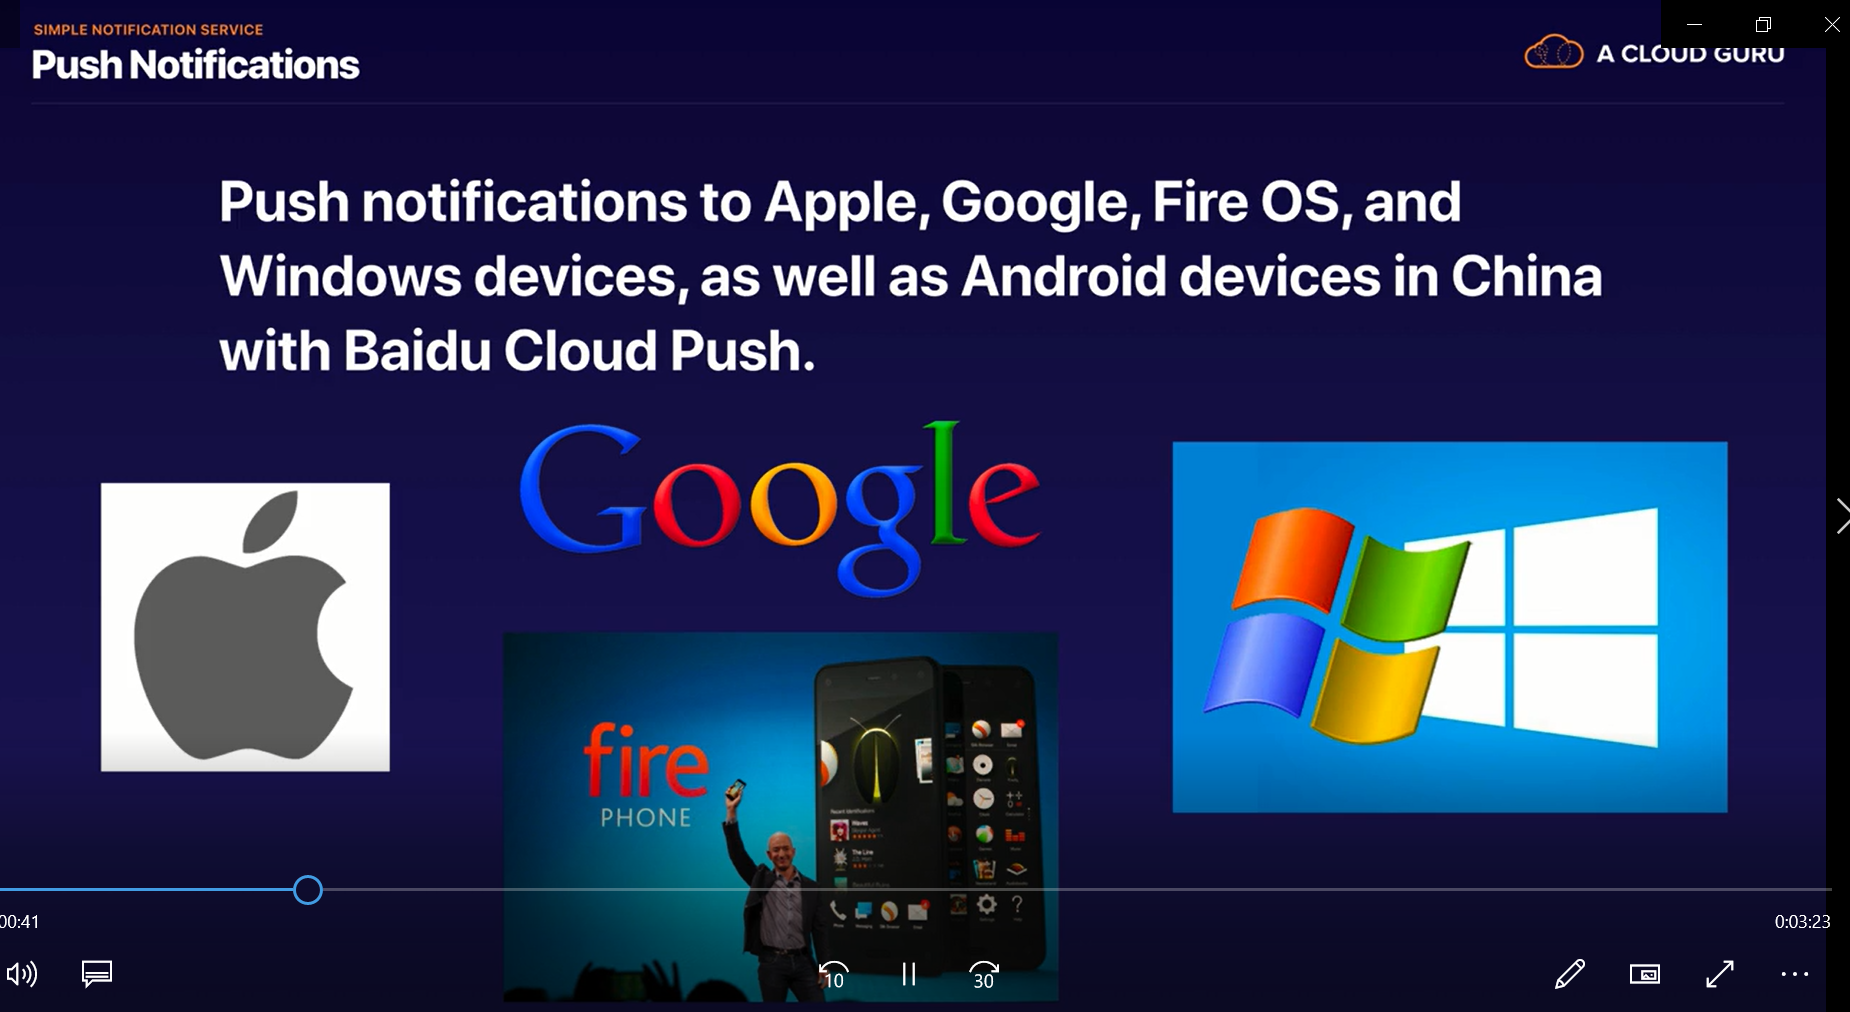 SIMPLE NOTIFICATION SERVICE
Push Notifications
A CLOUD GURU
Push notifications to Apple, Google, Fire OS, and
Windows devices, as well as Android devices in China
with Baidu Cloud Push.
Google
fire
PHONE
00:41
0:03:23
10
30